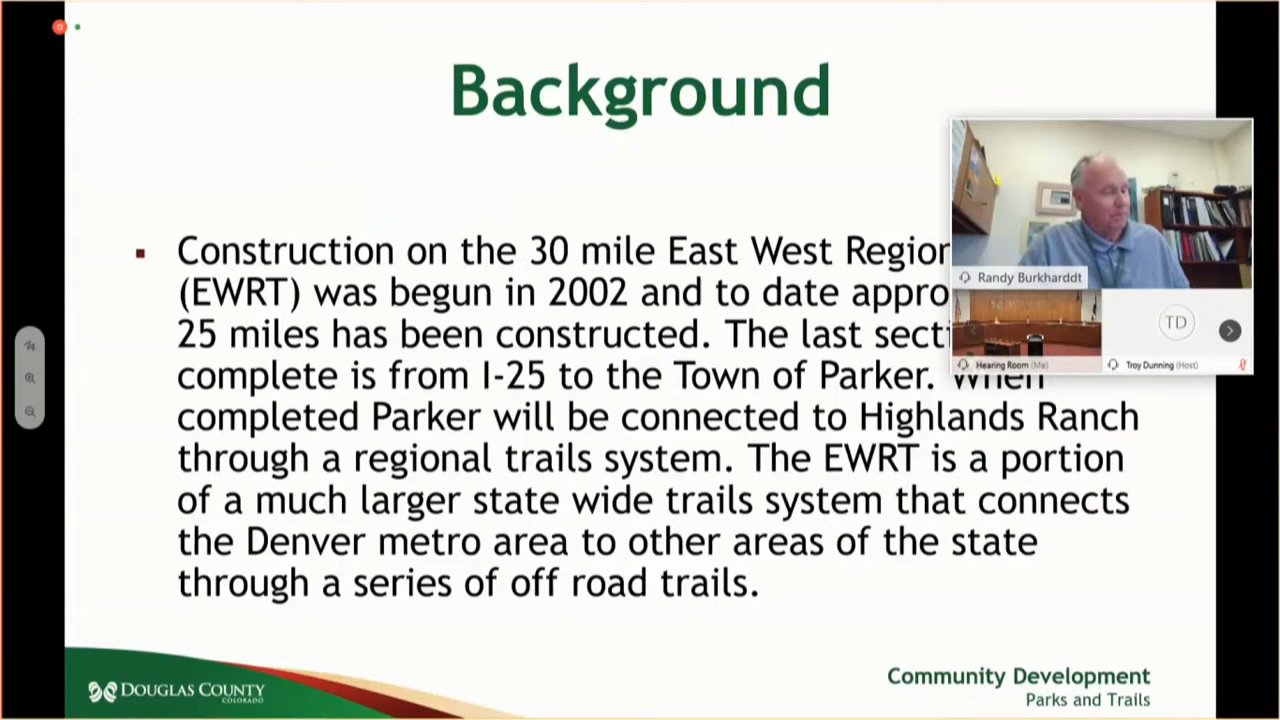 Background
Construction on the 30 mile East West Region
(EWRT) was begun in 2002 and to date appro
25 miles has been constructed. The last secti
complete is from I-25 to the Town of Parker. When
completed Parker will be connected to Highlands Ranch
through a regional trails system. The EWRT is a portion
of a much larger state wide trails system that connects
the Denver metro area to other areas of the state
through a series of off road trails.
Randy Burkharddt
TD
Hearing Room (Me)
Troy Dunning (Host)
DOUGLAS COUNTY
COLORADO
Community Development
Parks and Trails